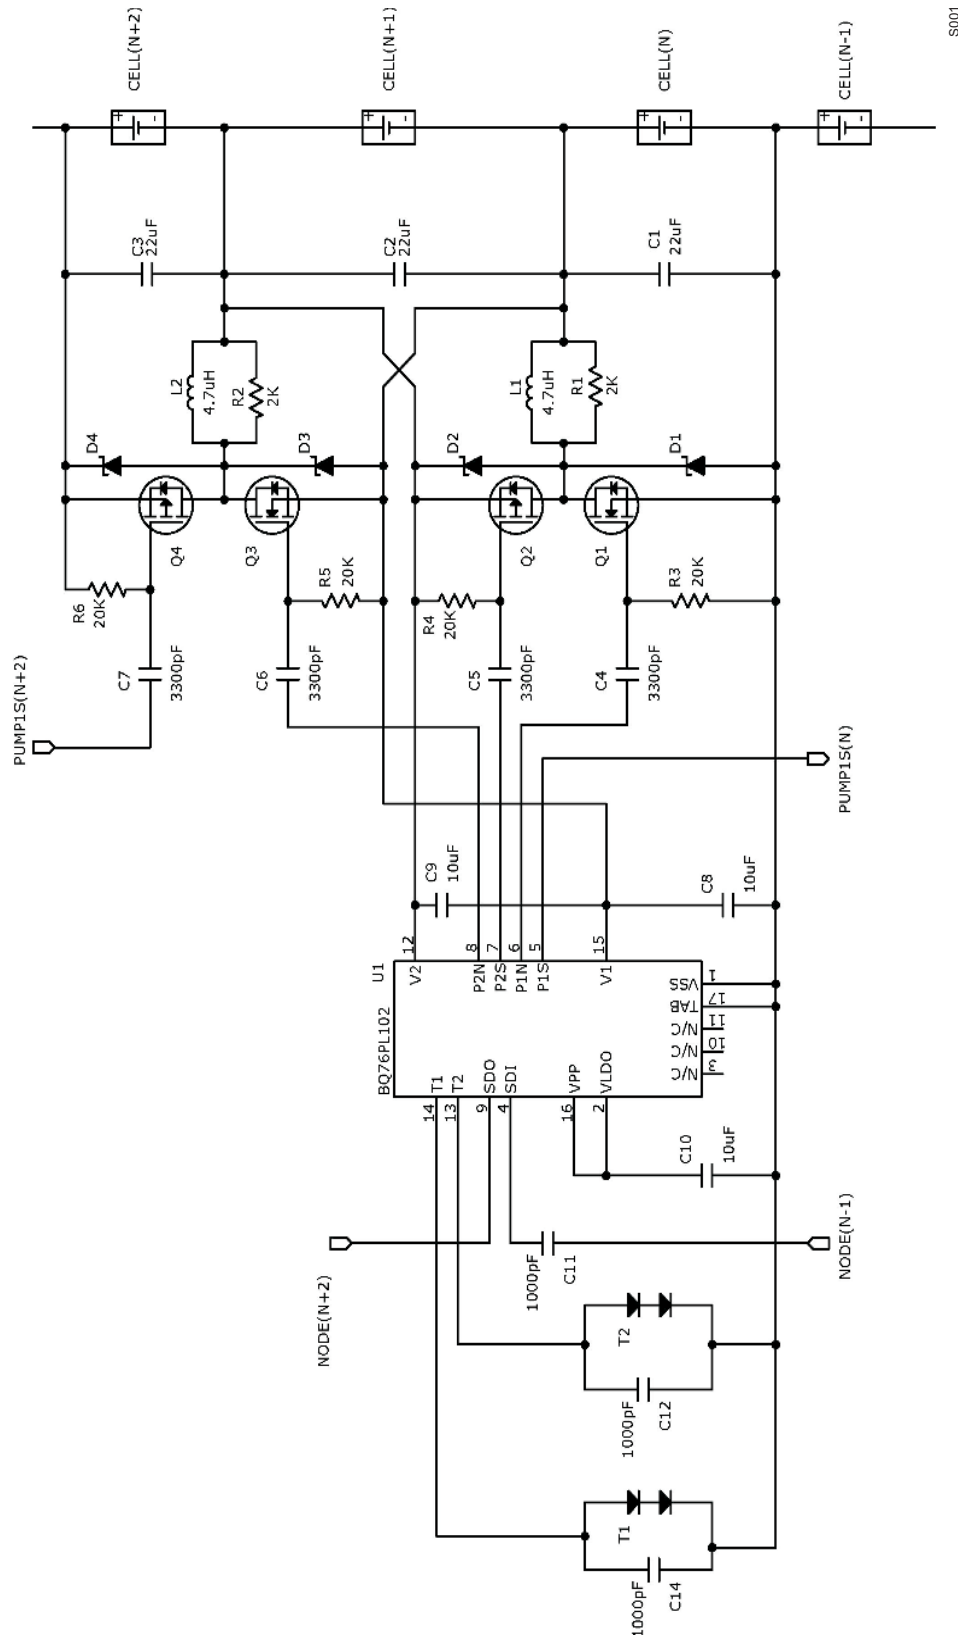 S001
CELL(N+2)
CELL(N+1)
CELL(N)
CELL(N-1)
+
-
+
-
+
-
+
-
C3
22uF
C2
22uF
C1
22uF
L2
4.7uH
R2
2K
L1
4.7uH
R1
2K
D4
D3
D2
D1
Q4
Q3
Q2
Q1
R6
20K
R5
20K
R4
20K
R3
20K
C7
3300pF
C6
3300pF
C5
3300pF
C4
3300pF
PUMP1S(N+2)
PUMP1S(N)
C9
10uF
C8
10uF
U1
BQ76PL102
12
8
7
6
5
15
V2
P2N
P2S
P1N
P1S
V1
VSS
TAB
N/C
N/C
N/C
1
17
11
10
3
T1
T2
SDO
SDI
VPP
VLDO
14
13
9
4
16
2
C10
10uF
NODE(N+2)
NODE(N-1)
1000pF
C11
T2
1000pF
C12
T1
1000pF
C14